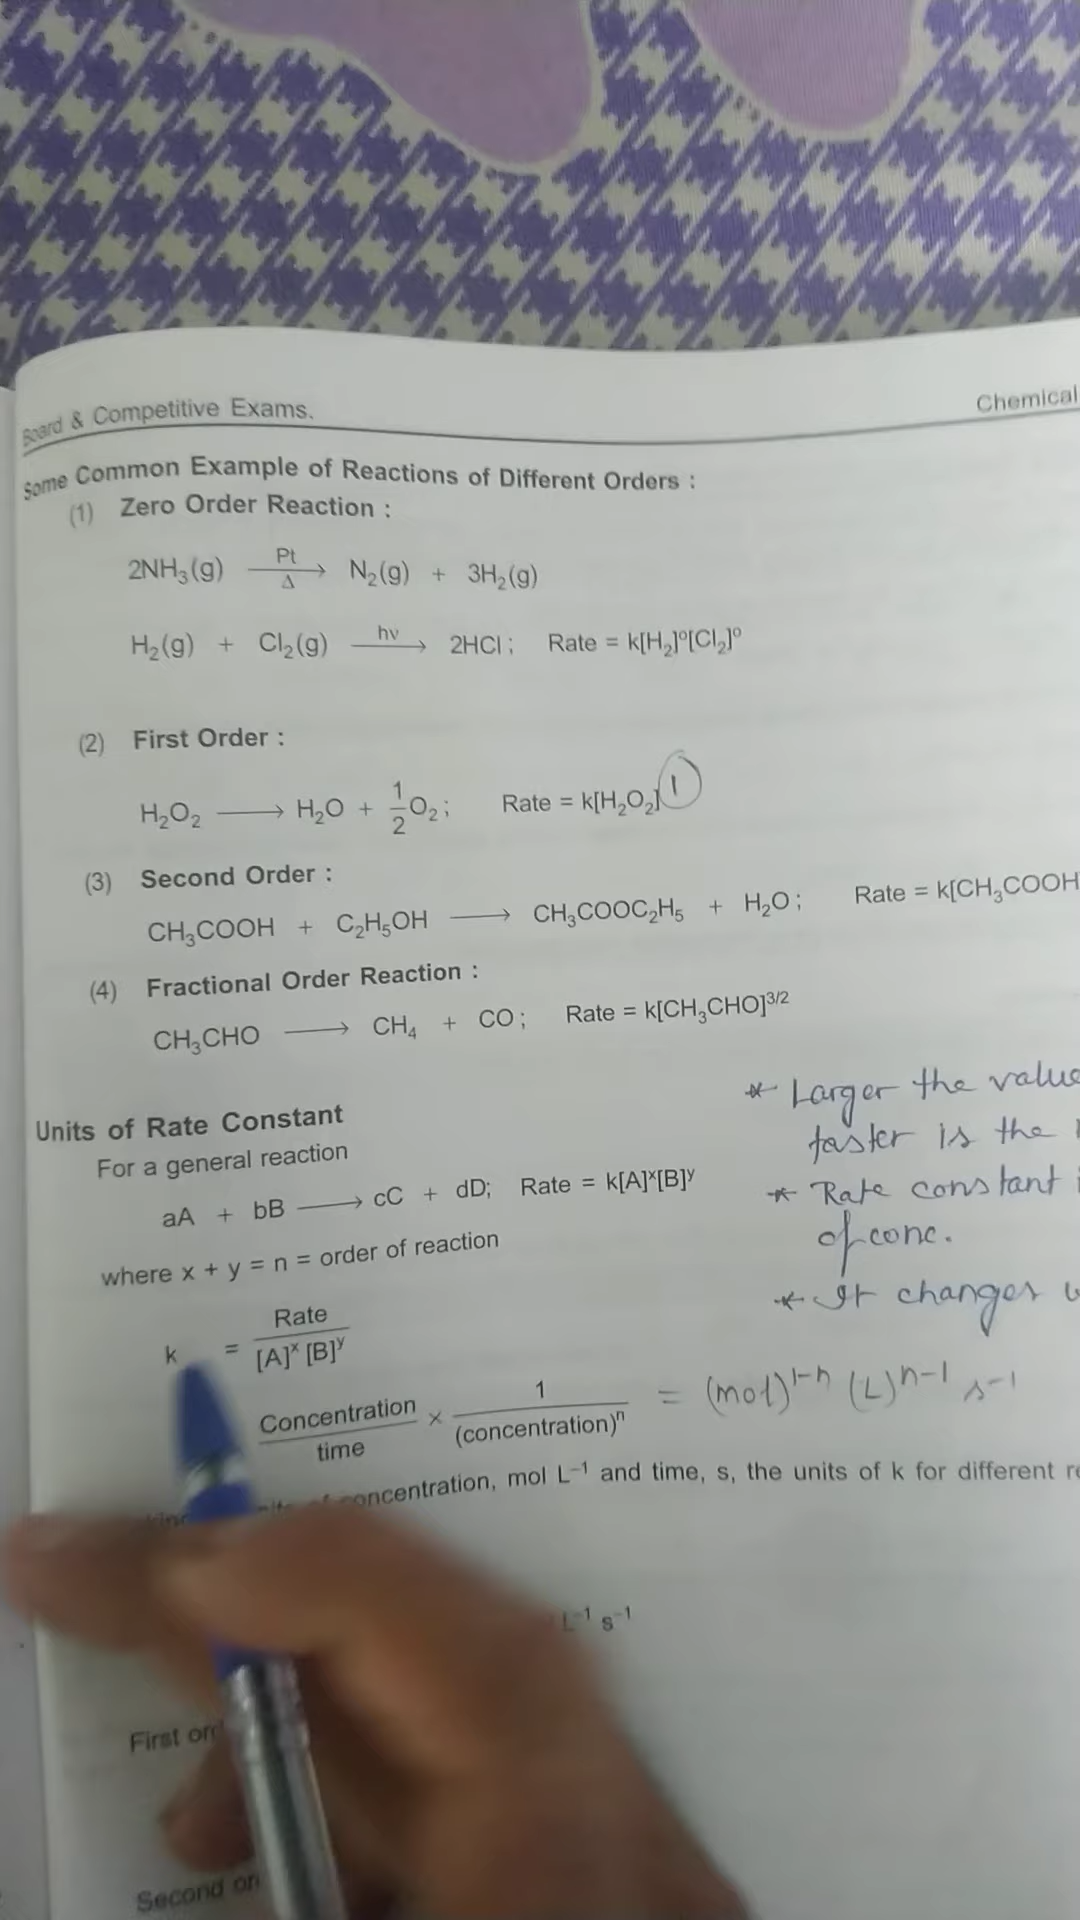 Board & Competitive Exams.
Chemical
Some Common Example of Reactions of Different Orders :
(1) Zero Order Reaction :
2NH₃(g) —Pt/Δ→ N₂(g) + 3H₂(g)
H₂(g) + Cl₂(g) —hν→ 2HCl ; Rate = k[H₂]⁰[Cl₂]⁰
(2) First Order :
H₂O₂ ⟶ H₂O + 1/2 O₂ ; Rate = k[H₂O₂]¹
(3) Second Order :
CH₃COOH + C₂H₅OH ⟶ CH₃COOC₂H₅ + H₂O ; Rate = k[CH₃COOH
(4) Fractional Order Reaction :
CH₃CHO ⟶ CH₄ + CO ; Rate = k[CH₃CHO]³ᐟ²
* Larger the value
faster is the
Units of Rate Constant
For a general reaction
* Rate constant
aA + bB ⟶ cC + dD; Rate = k[A]ˣ[B]ʸ
of conc.
where x + y = n = order of reaction
* It changes
k = Rate / [A]ˣ [B]ʸ
Concentration / time × 1 / (concentration)ⁿ = (mol)¹⁻ⁿ (L)ⁿ⁻¹ s⁻¹
concentration, mol L⁻¹ and time, s, the units of k for different
L⁻¹ s⁻¹
First
Second